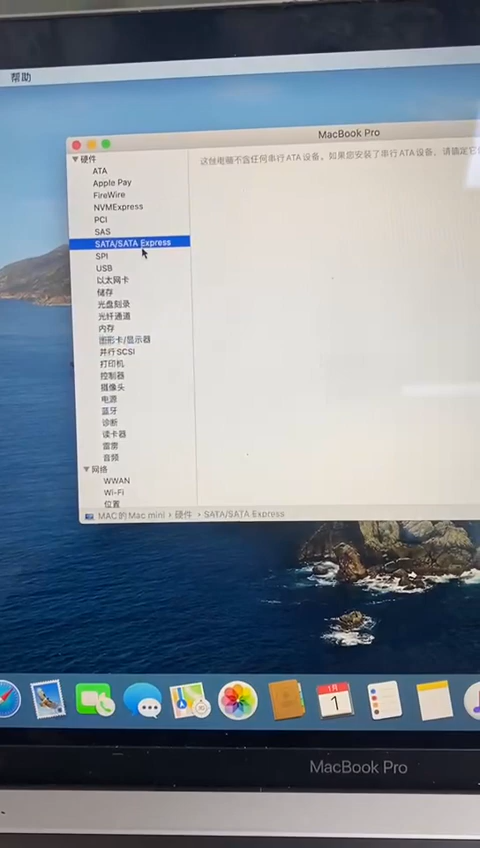 帮助
MacBook Pro
硬件
ATA
Apple Pay
FireWire
NVMExpress
PCI
SAS
SATA/SATA Express
SPI
USB
以太网卡
储存
光盘刻录
光纤通道
内存
图形卡/显示器
并行SCSI
打印机
控制器
摄像头
电源
蓝牙
诊断
读卡器
雷雳
音频
网络
WWAN
Wi-Fi
位置
这台电脑不含任何串行ATA设备。如果您安装了串行ATA设备，请确定它
MAC的Mac mini › 硬件 › SATA/SATA Express
1月
1
MacBook Pro